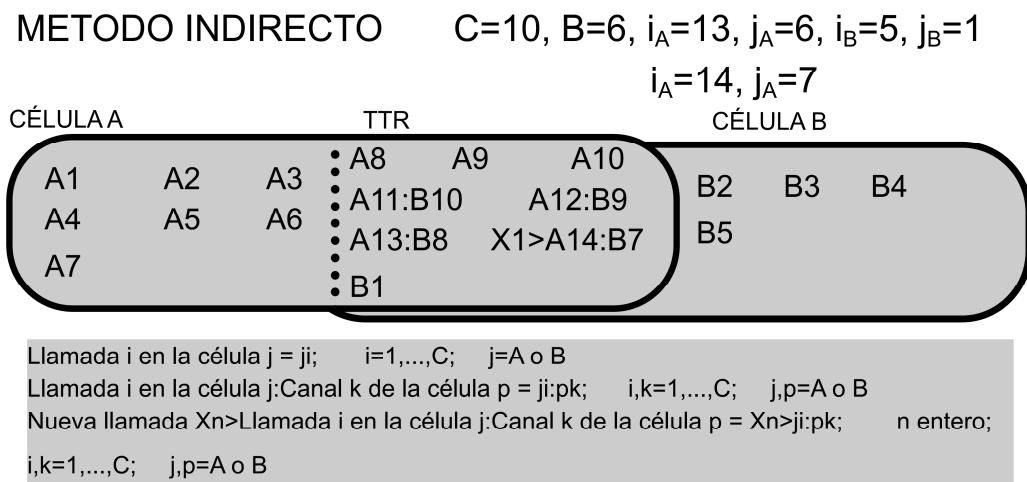 METODO INDIRECTO C=10, B=6, iA=13, jA=6, iB=5, jB=1
iA=14, jA=7
CÉLULA A TTR CÉLULA B
A1 A2 A3 A8 A9 A10 B2 B3 B4
A4 A5 A6 A11:B10 A12:B9 B5
A7 A13:B8 X1>A14:B7
B1
Llamada i en la célula j = ji; i=1,...,C; j=A o B
Llamada i en la célula j:Canal k de la célula p = ji:pk; i,k=1,...,C; j,p=A o B
Nueva llamada Xn>Llamada i en la célula j:Canal k de la célula p = Xn>ji:pk; n entero;
i,k=1,...,C; j,p=A o B